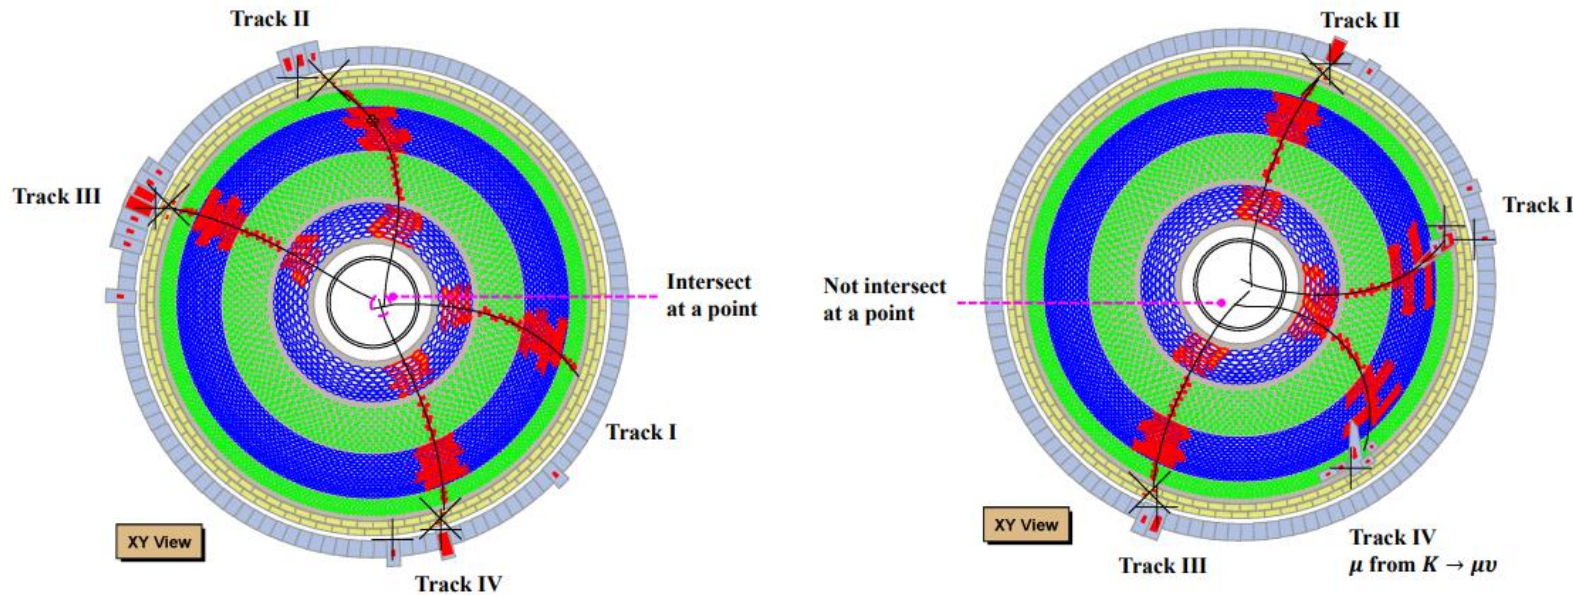 Track II
Track III
Intersect
at a point
Track I
XY View
Track IV
Track II
Track I
Not intersect
at a point
XY View
Track III
Track IV
μ from K → μυ